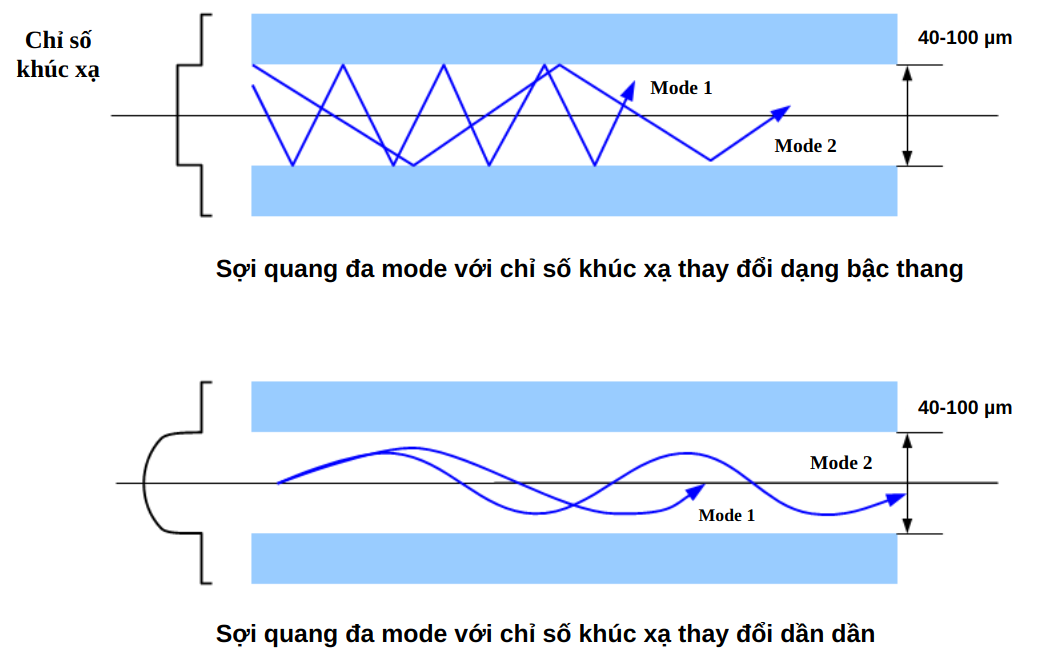 Chỉ số
khúc xạ
40-100 µm
Mode 1
Mode 2
Sợi quang đa mode với chỉ số khúc xạ thay đổi dạng bậc thang
40-100 µm
Mode 2
Mode 1
Sợi quang đa mode với chỉ số khúc xạ thay đổi dần dần